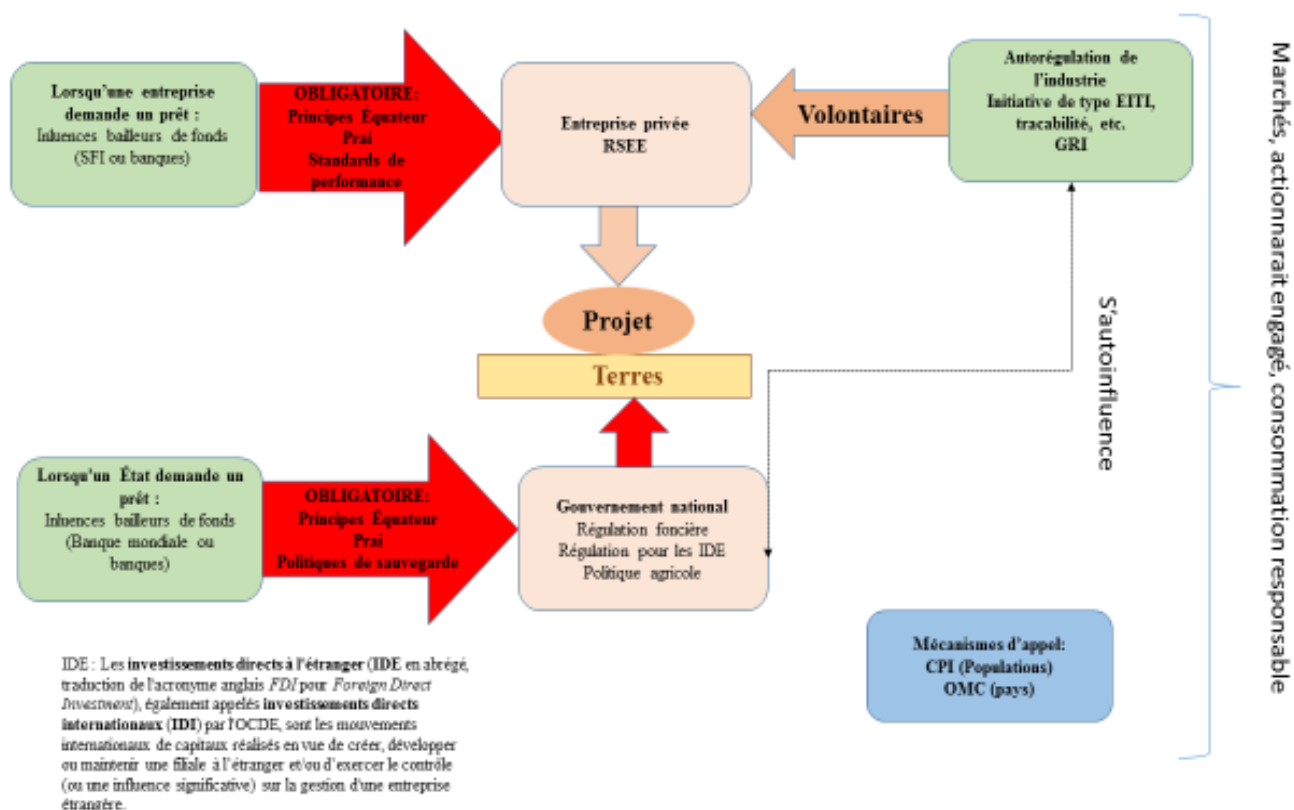 Lorsqu'une entreprise
demande un prêt :
Inluences bailleurs de fonds
(SFI ou banques)
OBLIGATOIRE:
Principes Équateur
Prai
Standards de
performance
Entreprise privée
RSEE
Volontaires
Autorégulation de
l'industrie
Initiative de type EITI,
tracabilité, etc.
GRI
Projet
Terres
S'autoinfluence
Lorsqu'un État demande un
prêt :
Inluences bailleurs de fonds
(Banque mondiale ou
banques)
OBLIGATOIRE:
Principes Équateur
Prai
Politiques de sauvegarde
Gouvernement national
Régulation foncière
Régulation pour les IDE
Politique agricole
Mécanismes d'appel:
CPI (Populations)
OMC (pays)
Marchés, actionnarait engagé, consommation responsable
IDE : Les investissements directs à l'étranger (IDE en abrégé,
traduction de l'acronyme anglais FDI pour Foreign Direct
Investment), également appelés investissements directs
internationaux (IDI) par l'OCDE, sont les mouvements
internationaux de capitaux réalisés en vue de créer, développer
ou maintenir une filiale à l'étranger et/ou d'exercer le contrôle
(ou une influence significative) sur la gestion d'une entreprise
étrangère.